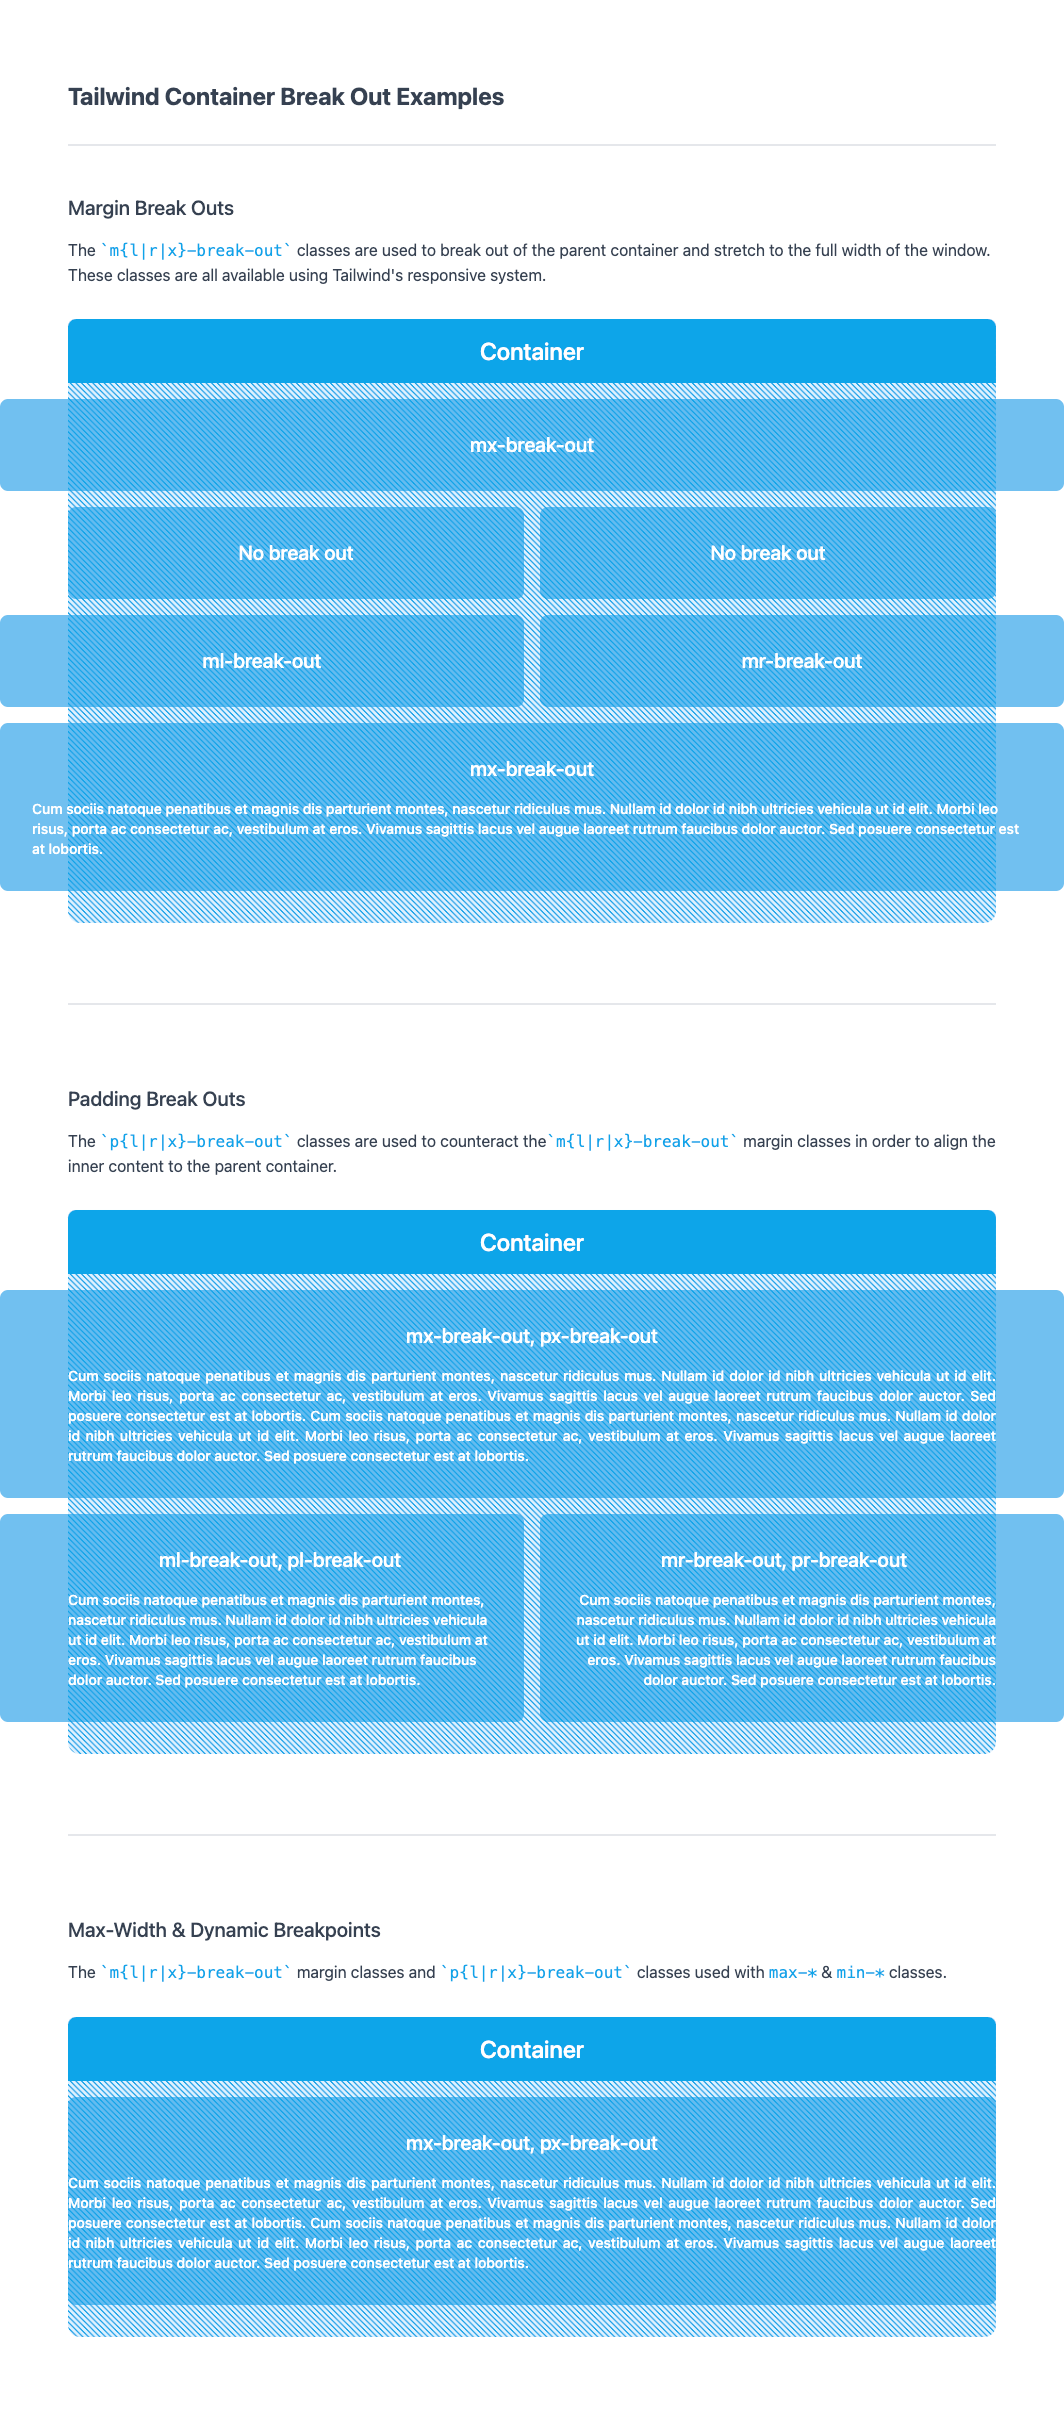 Tailwind Container Break Out Examples
Margin Break Outs
The `m{l|r|x}-break-out` classes are used to break out of the parent container and stretch to the full width of the window.
These classes are all available using Tailwind's responsive system.
Container
mx-break-out
No break out
No break out
ml-break-out
mr-break-out
mx-break-out
Cum sociis natoque penatibus et magnis dis parturient montes, nascetur ridiculus mus. Nullam id dolor id nibh ultricies vehicula ut id elit. Morbi leo
risus, porta ac consectetur ac, vestibulum at eros. Vivamus sagittis lacus vel augue laoreet rutrum faucibus dolor auctor. Sed posuere consectetur est
at lobortis.
Padding Break Outs
The `p{l|r|x}-break-out` classes are used to counteract the`m{l|r|x}-break-out` margin classes in order to align the
inner content to the parent container.
Container
mx-break-out, px-break-out
Cum sociis natoque penatibus et magnis dis parturient montes, nascetur ridiculus mus. Nullam id dolor id nibh ultricies vehicula ut id elit.
Morbi leo risus, porta ac consectetur ac, vestibulum at eros. Vivamus sagittis lacus vel augue laoreet rutrum faucibus dolor auctor. Sed
posuere consectetur est at lobortis. Cum sociis natoque penatibus et magnis dis parturient montes, nascetur ridiculus mus. Nullam id dolor
id nibh ultricies vehicula ut id elit. Morbi leo risus, porta ac consectetur ac, vestibulum at eros. Vivamus sagittis lacus vel augue laoreet
rutrum faucibus dolor auctor. Sed posuere consectetur est at lobortis.
ml-break-out, pl-break-out
Cum sociis natoque penatibus et magnis dis parturient montes,
nascetur ridiculus mus. Nullam id dolor id nibh ultricies vehicula
ut id elit. Morbi leo risus, porta ac consectetur ac, vestibulum at
eros. Vivamus sagittis lacus vel augue laoreet rutrum faucibus
dolor auctor. Sed posuere consectetur est at lobortis.
mr-break-out, pr-break-out
Cum sociis natoque penatibus et magnis dis parturient montes,
nascetur ridiculus mus. Nullam id dolor id nibh ultricies vehicula
ut id elit. Morbi leo risus, porta ac consectetur ac, vestibulum at
eros. Vivamus sagittis lacus vel augue laoreet rutrum faucibus
dolor auctor. Sed posuere consectetur est at lobortis.
Max-Width & Dynamic Breakpoints
The `m{l|r|x}-break-out` margin classes and `p{l|r|x}-break-out` classes used with max-* & min-* classes.
Container
mx-break-out, px-break-out
Cum sociis natoque penatibus et magnis dis parturient montes, nascetur ridiculus mus. Nullam id dolor id nibh ultricies vehicula ut id elit.
Morbi leo risus, porta ac consectetur ac, vestibulum at eros. Vivamus sagittis lacus vel augue laoreet rutrum faucibus dolor auctor. Sed
posuere consectetur est at lobortis. Cum sociis natoque penatibus et magnis dis parturient montes, nascetur ridiculus mus. Nullam id dolor
id nibh ultricies vehicula ut id elit. Morbi leo risus, porta ac consectetur ac, vestibulum at eros. Vivamus sagittis lacus vel augue laoreet
rutrum faucibus dolor auctor. Sed posuere consectetur est at lobortis.